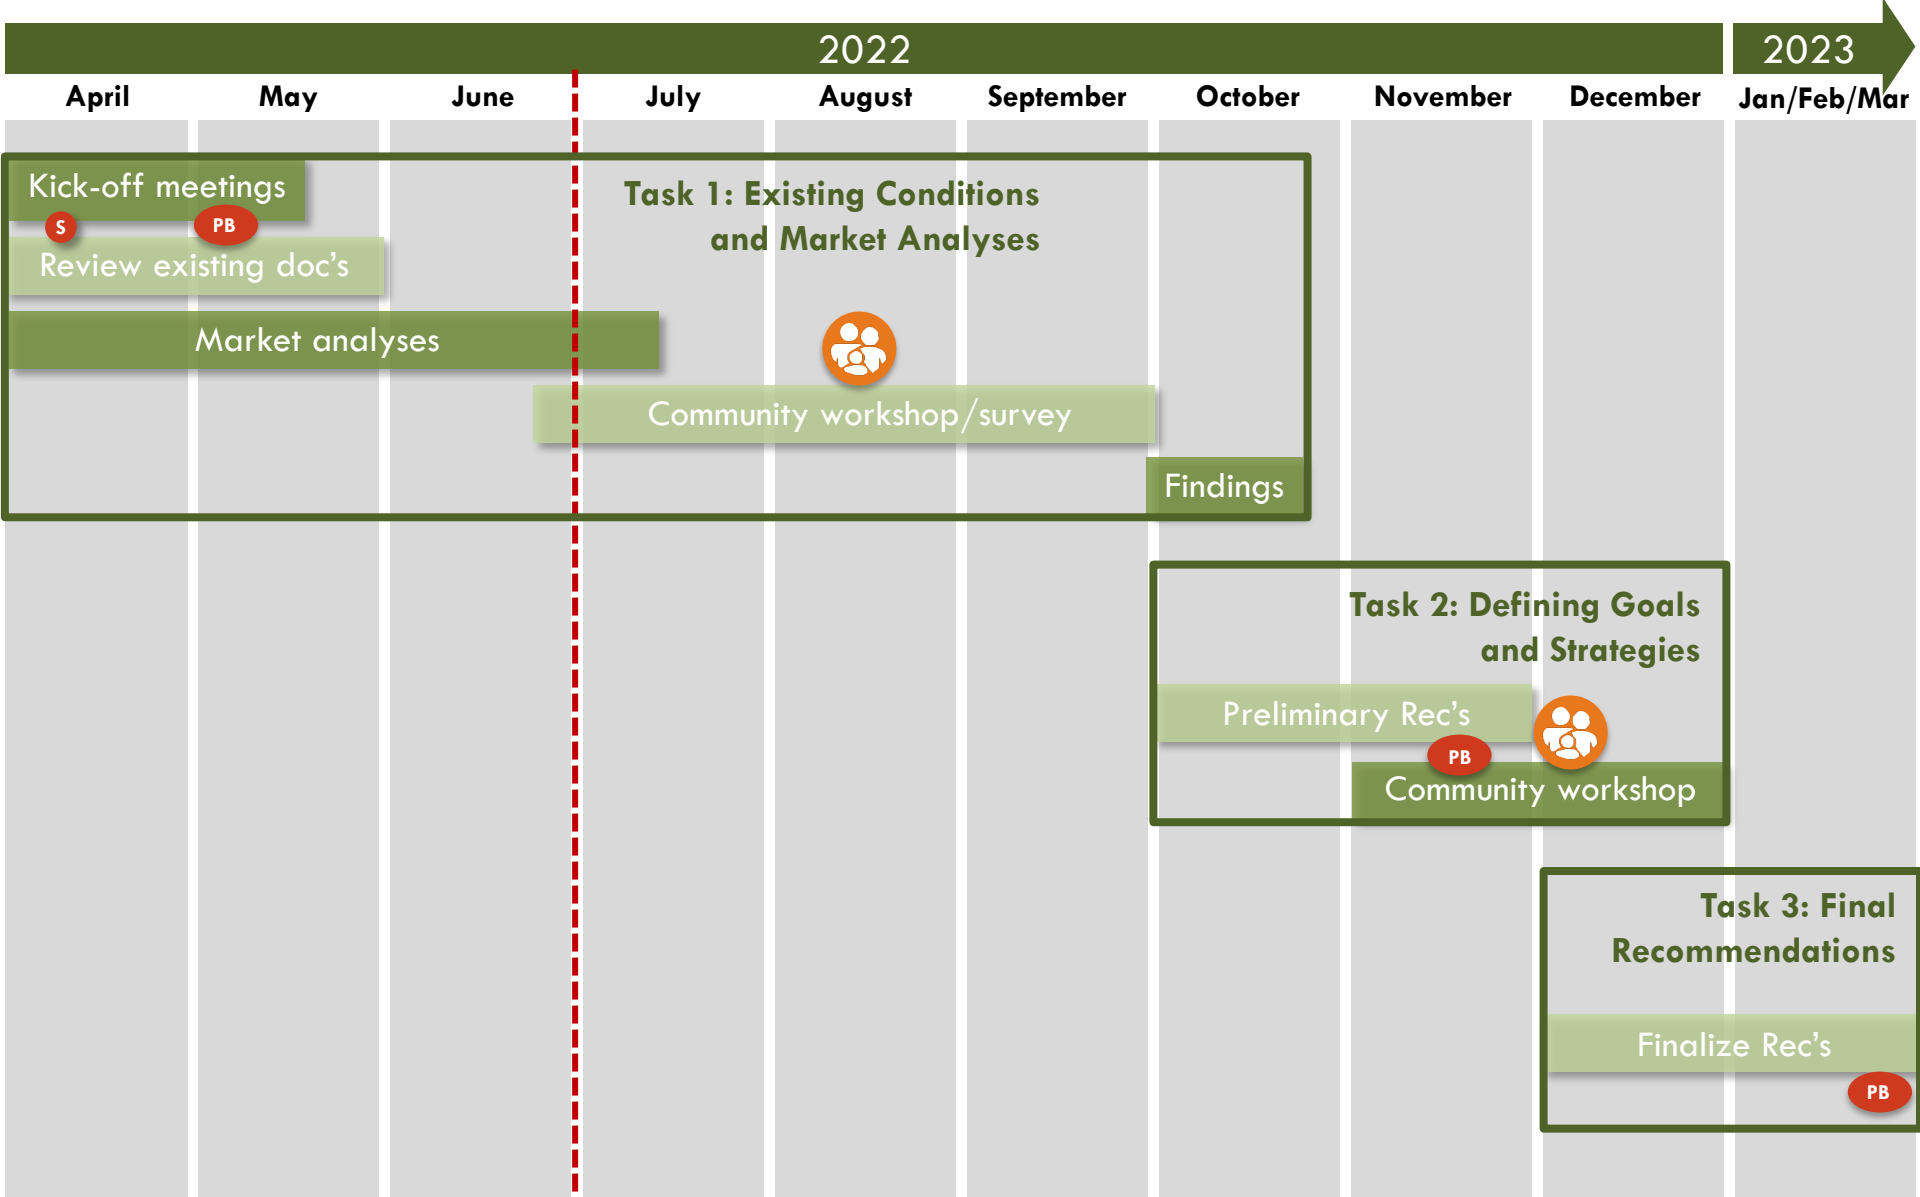 2022
2023
April
May
June
July
August
September
October
November
December
Jan/Feb/Mar
Kick-off meetings
S
PB
Review existing doc's
Market analyses
Task 1: Existing Conditions
and Market Analyses
Community workshop/survey
Findings
Task 2: Defining Goals
and Strategies
Preliminary Rec's
PB
Community workshop
Task 3: Final
Recommendations
Finalize Rec's
PB